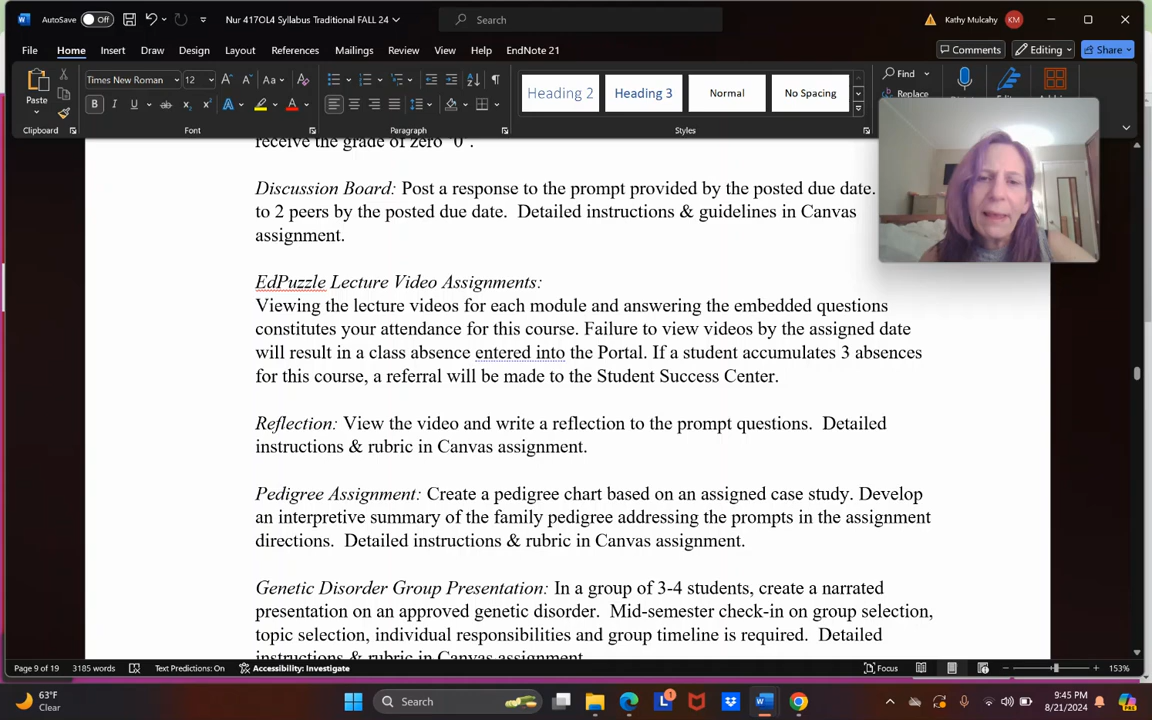 AutoSave Off Nur 417OL4 Syllabus Traditional FALL 24 Search Kathy Mulcahy KM
File Home Insert Draw Design Layout References Mailings Review View Help EndNote 21 Comments Editing Share
Paste Times New Roman 12 Heading 2 Heading 3 Normal No Spacing Find
Replace
Clipboard Font Paragraph Styles
receive the grade of zero "0".
Discussion Board: Post a response to the prompt provided by the posted due date.
to 2 peers by the posted due date. Detailed instructions & guidelines in Canvas
assignment.
EdPuzzle Lecture Video Assignments:
Viewing the lecture videos for each module and answering the embedded questions
constitutes your attendance for this course. Failure to view videos by the assigned date
will result in a class absence entered into the Portal. If a student accumulates 3 absences
for this course, a referral will be made to the Student Success Center.
Reflection: View the video and write a reflection to the prompt questions. Detailed
instructions & rubric in Canvas assignment.
Pedigree Assignment: Create a pedigree chart based on an assigned case study. Develop
an interpretive summary of the family pedigree addressing the prompts in the assignment
directions. Detailed instructions & rubric in Canvas assignment.
Genetic Disorder Group Presentation: In a group of 3-4 students, create a narrated
presentation on an approved genetic disorder. Mid-semester check-in on group selection,
topic selection, individual responsibilities and group timeline is required. Detailed
instructions & rubric in Canvas assignment.
Page 9 of 19 3185 words Text Predictions: On Accessibility: Investigate Focus 153%
63°F
Clear
Search
9:45 PM
8/21/2024